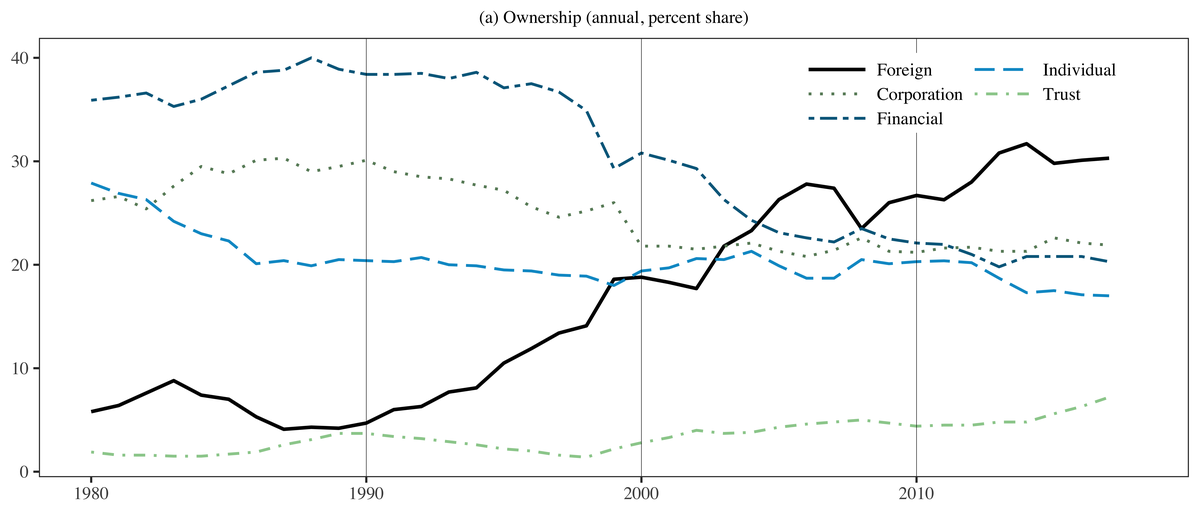 (a) Ownership (annual, percent share)
40
30
20
10
0
Foreign Individual
Corporation Trust
Financial
1980 1990 2000 2010